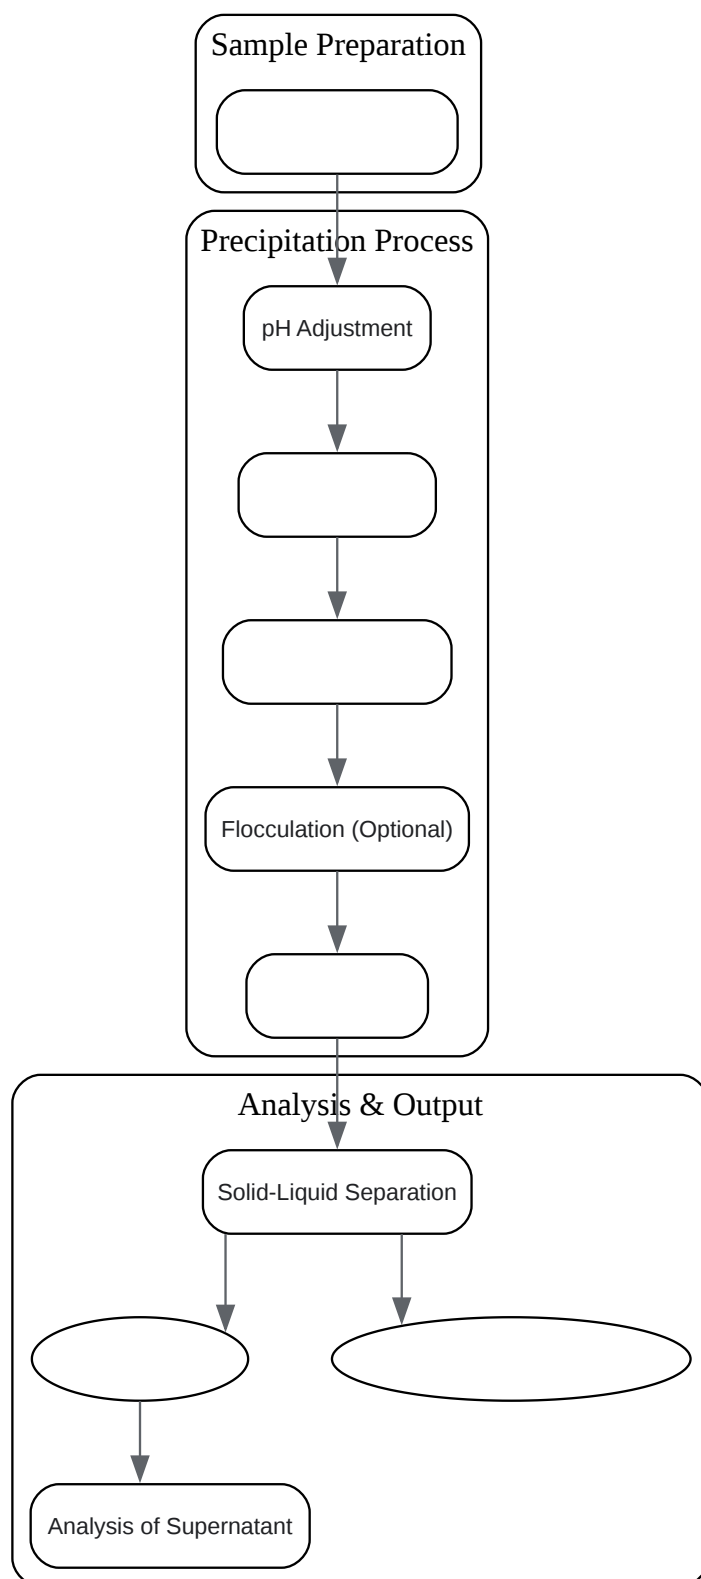 Sample Preparation
Precipitation Process
pH Adjustment
Flocculation (Optional)
Analysis & Output
Solid-Liquid Separation
Analysis of Supernatant